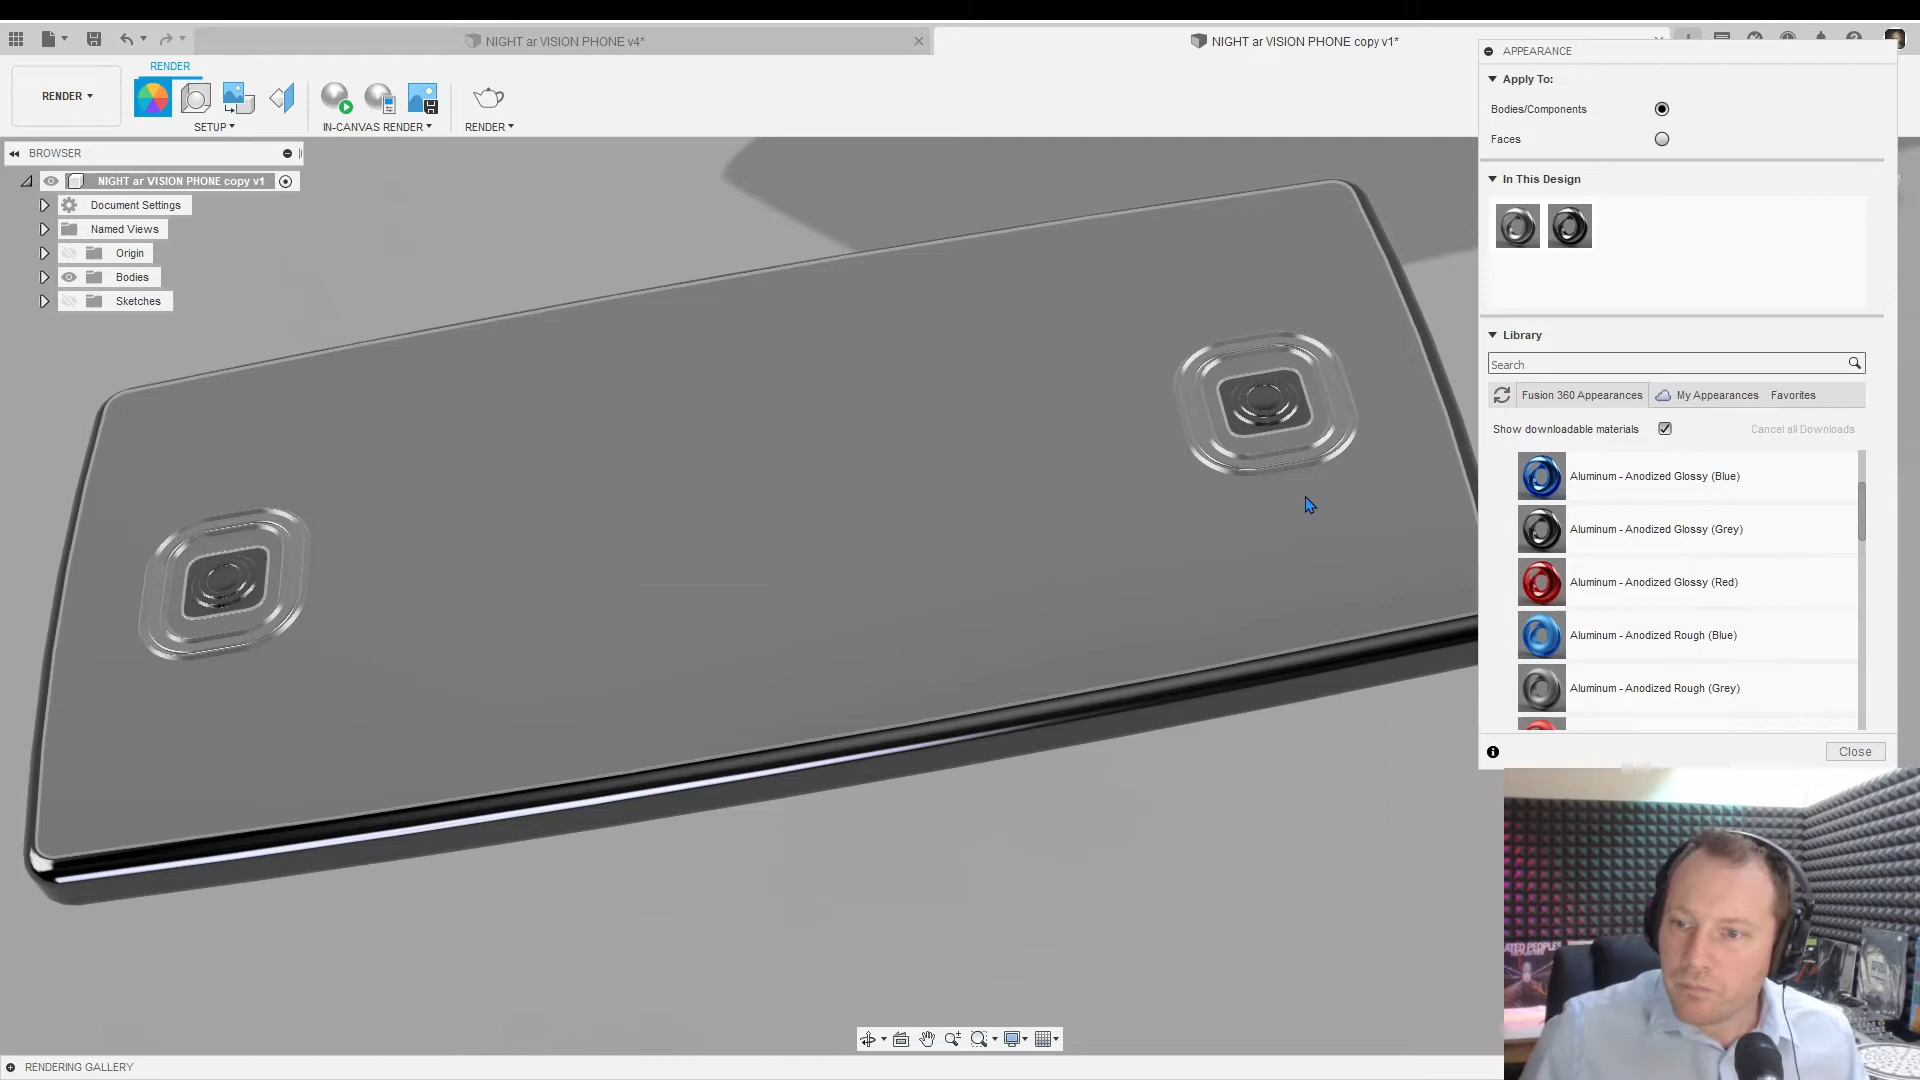 NIGHT ar VISION PHONE v4*
NIGHT ar VISION PHONE copy v1*
RENDER
RENDER
SETUP
IN-CANVAS RENDER
RENDER
BROWSER
NIGHT ar VISION PHONE copy v1
Document Settings
Named Views
Origin
Bodies
Sketches
APPEARANCE
Apply To:
Bodies/Components
Faces
In This Design
Library
Search
Fusion 360 Appearances My Appearances Favorites
Show downloadable materials Cancel all Downloads
Aluminum - Anodized Glossy (Blue)
Aluminum - Anodized Glossy (Grey)
Aluminum - Anodized Glossy (Red)
Aluminum - Anodized Rough (Blue)
Aluminum - Anodized Rough (Grey)
Close
RENDERING GALLERY